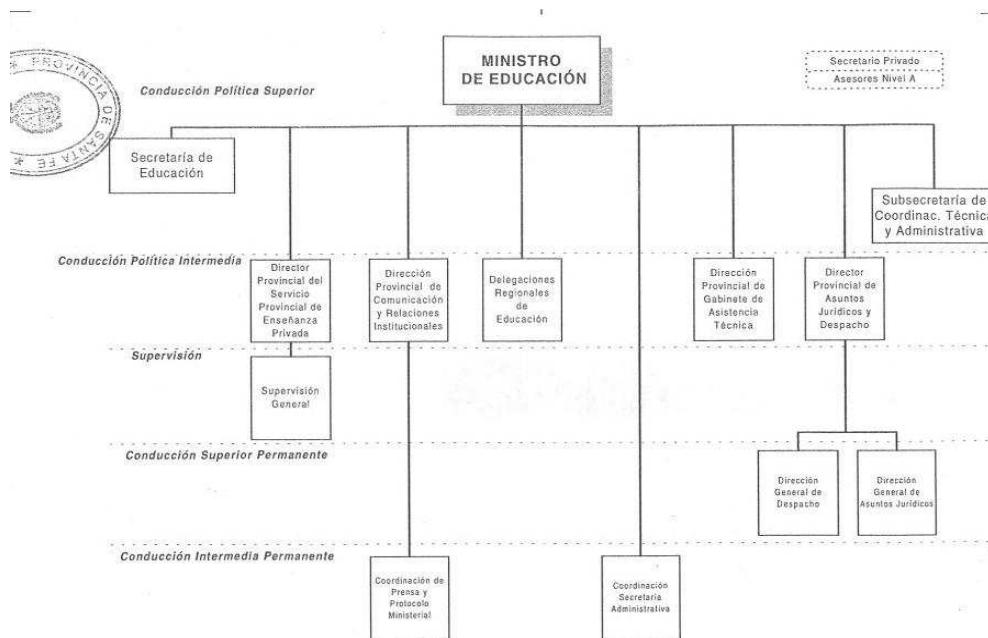 MINISTRO
DE EDUCACIÓN
Secretario Privado
Asesores Nivel A
PROVINCIA DE SANTA FE
Conducción Política Superior
Secretaría de
Educación
Subsecretaría de
Coordinac. Técnica
y Administrativa
Conducción Política Intermedia
Director
Provincial del
Servicio
Provincial de
Enseñanza
Privada
Dirección
Provincial de
Comunicación
y Relaciones
Institucionales
Delegaciones
Regionales
de
Educación
Dirección
Provincial de
Gabinete de
Asistencia
Técnica
Director
Provincial de
Asuntos
Jurídicos y
Despacho
Supervisión
Supervisión
General
Conducción Superior Permanente
Dirección
General de
Despacho
Dirección
General de
Asuntos Jurídicos
Conducción Intermedia Permanente
Coordinación de
Prensa y
Protocolo
Ministerial
Coordinación
Secretaría
Administrativa